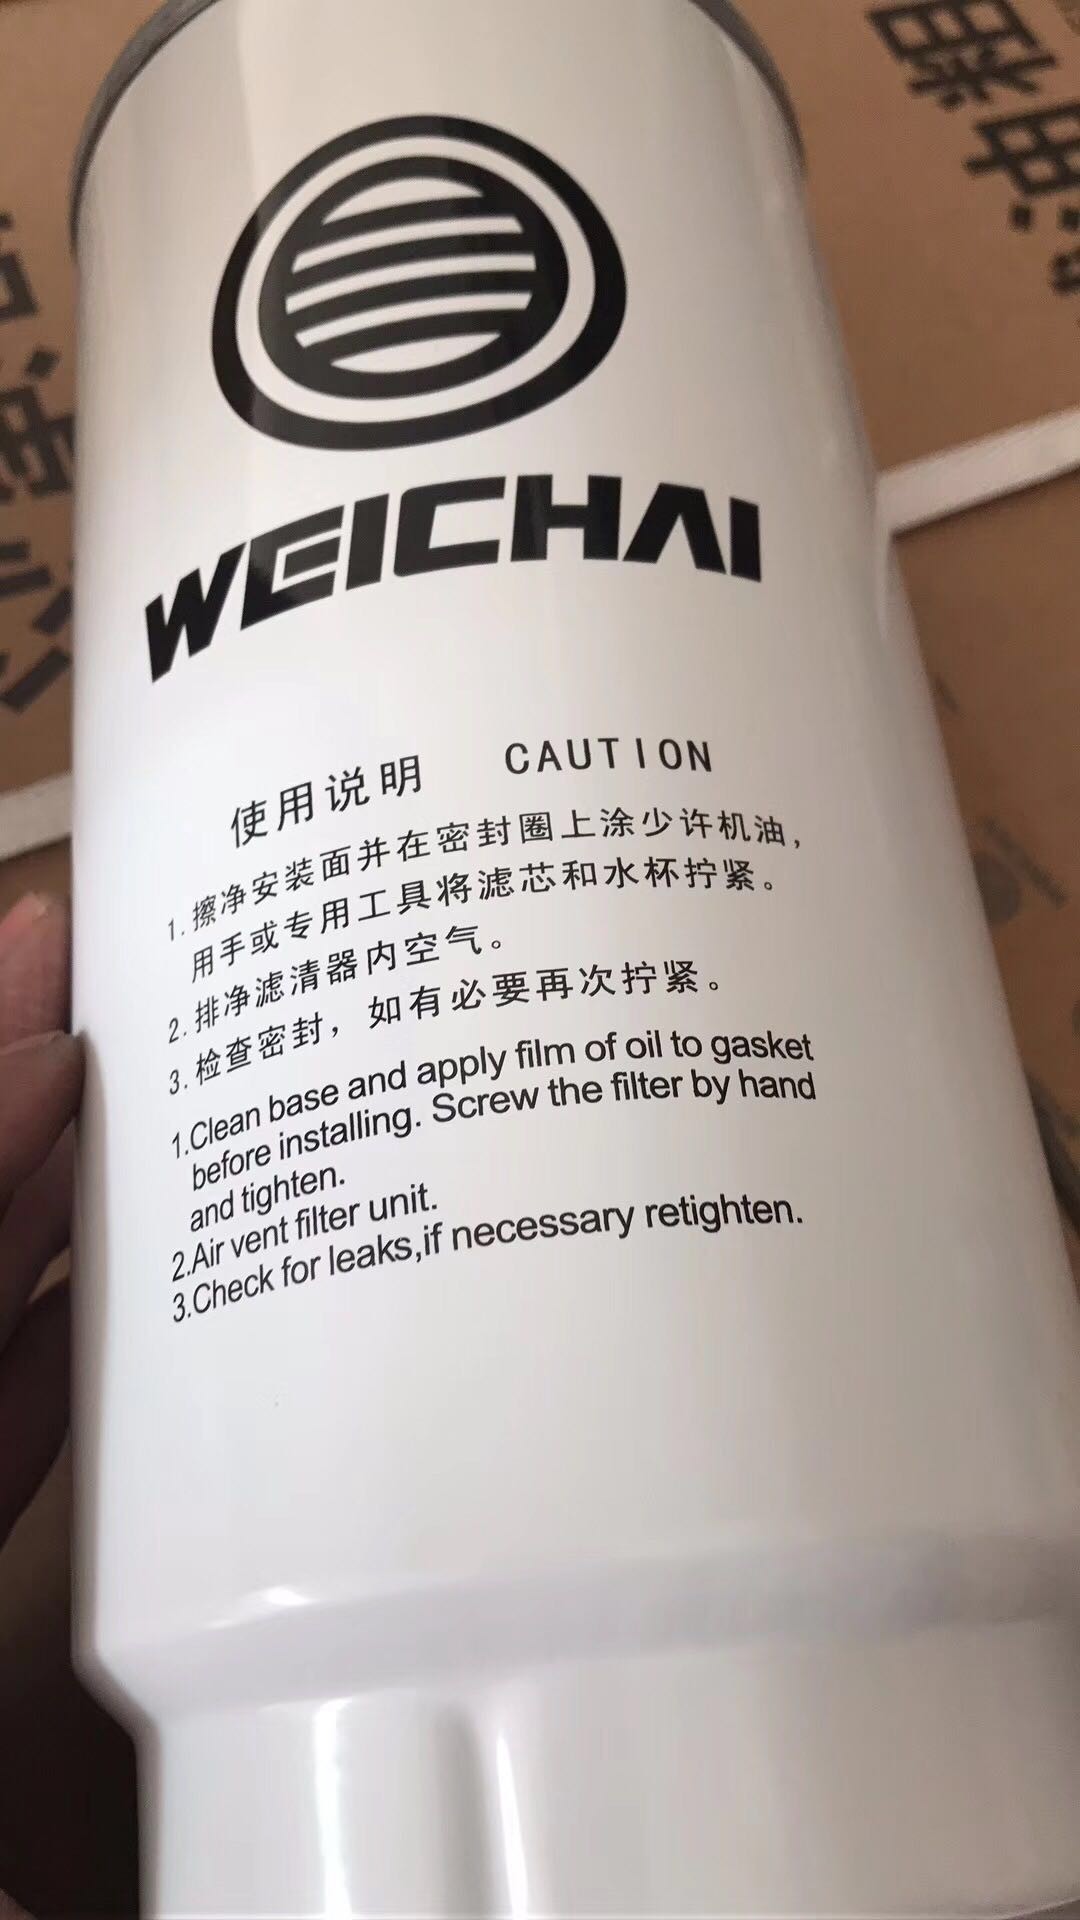 WEICHAI
使用说明 CAUTION
1.擦净安装面并在密封圈上涂少许机油,
用手或专用工具将滤芯和水杯拧紧。
2.排净滤清器内空气。
3.检查密封，如有必要再次拧紧。
1.Clean base and apply film of oil to gasket
before installing. Screw the filter by hand
and tighten.
2.Air vent filter unit.
3.Check for leaks,if necessary retighten.
粗
油